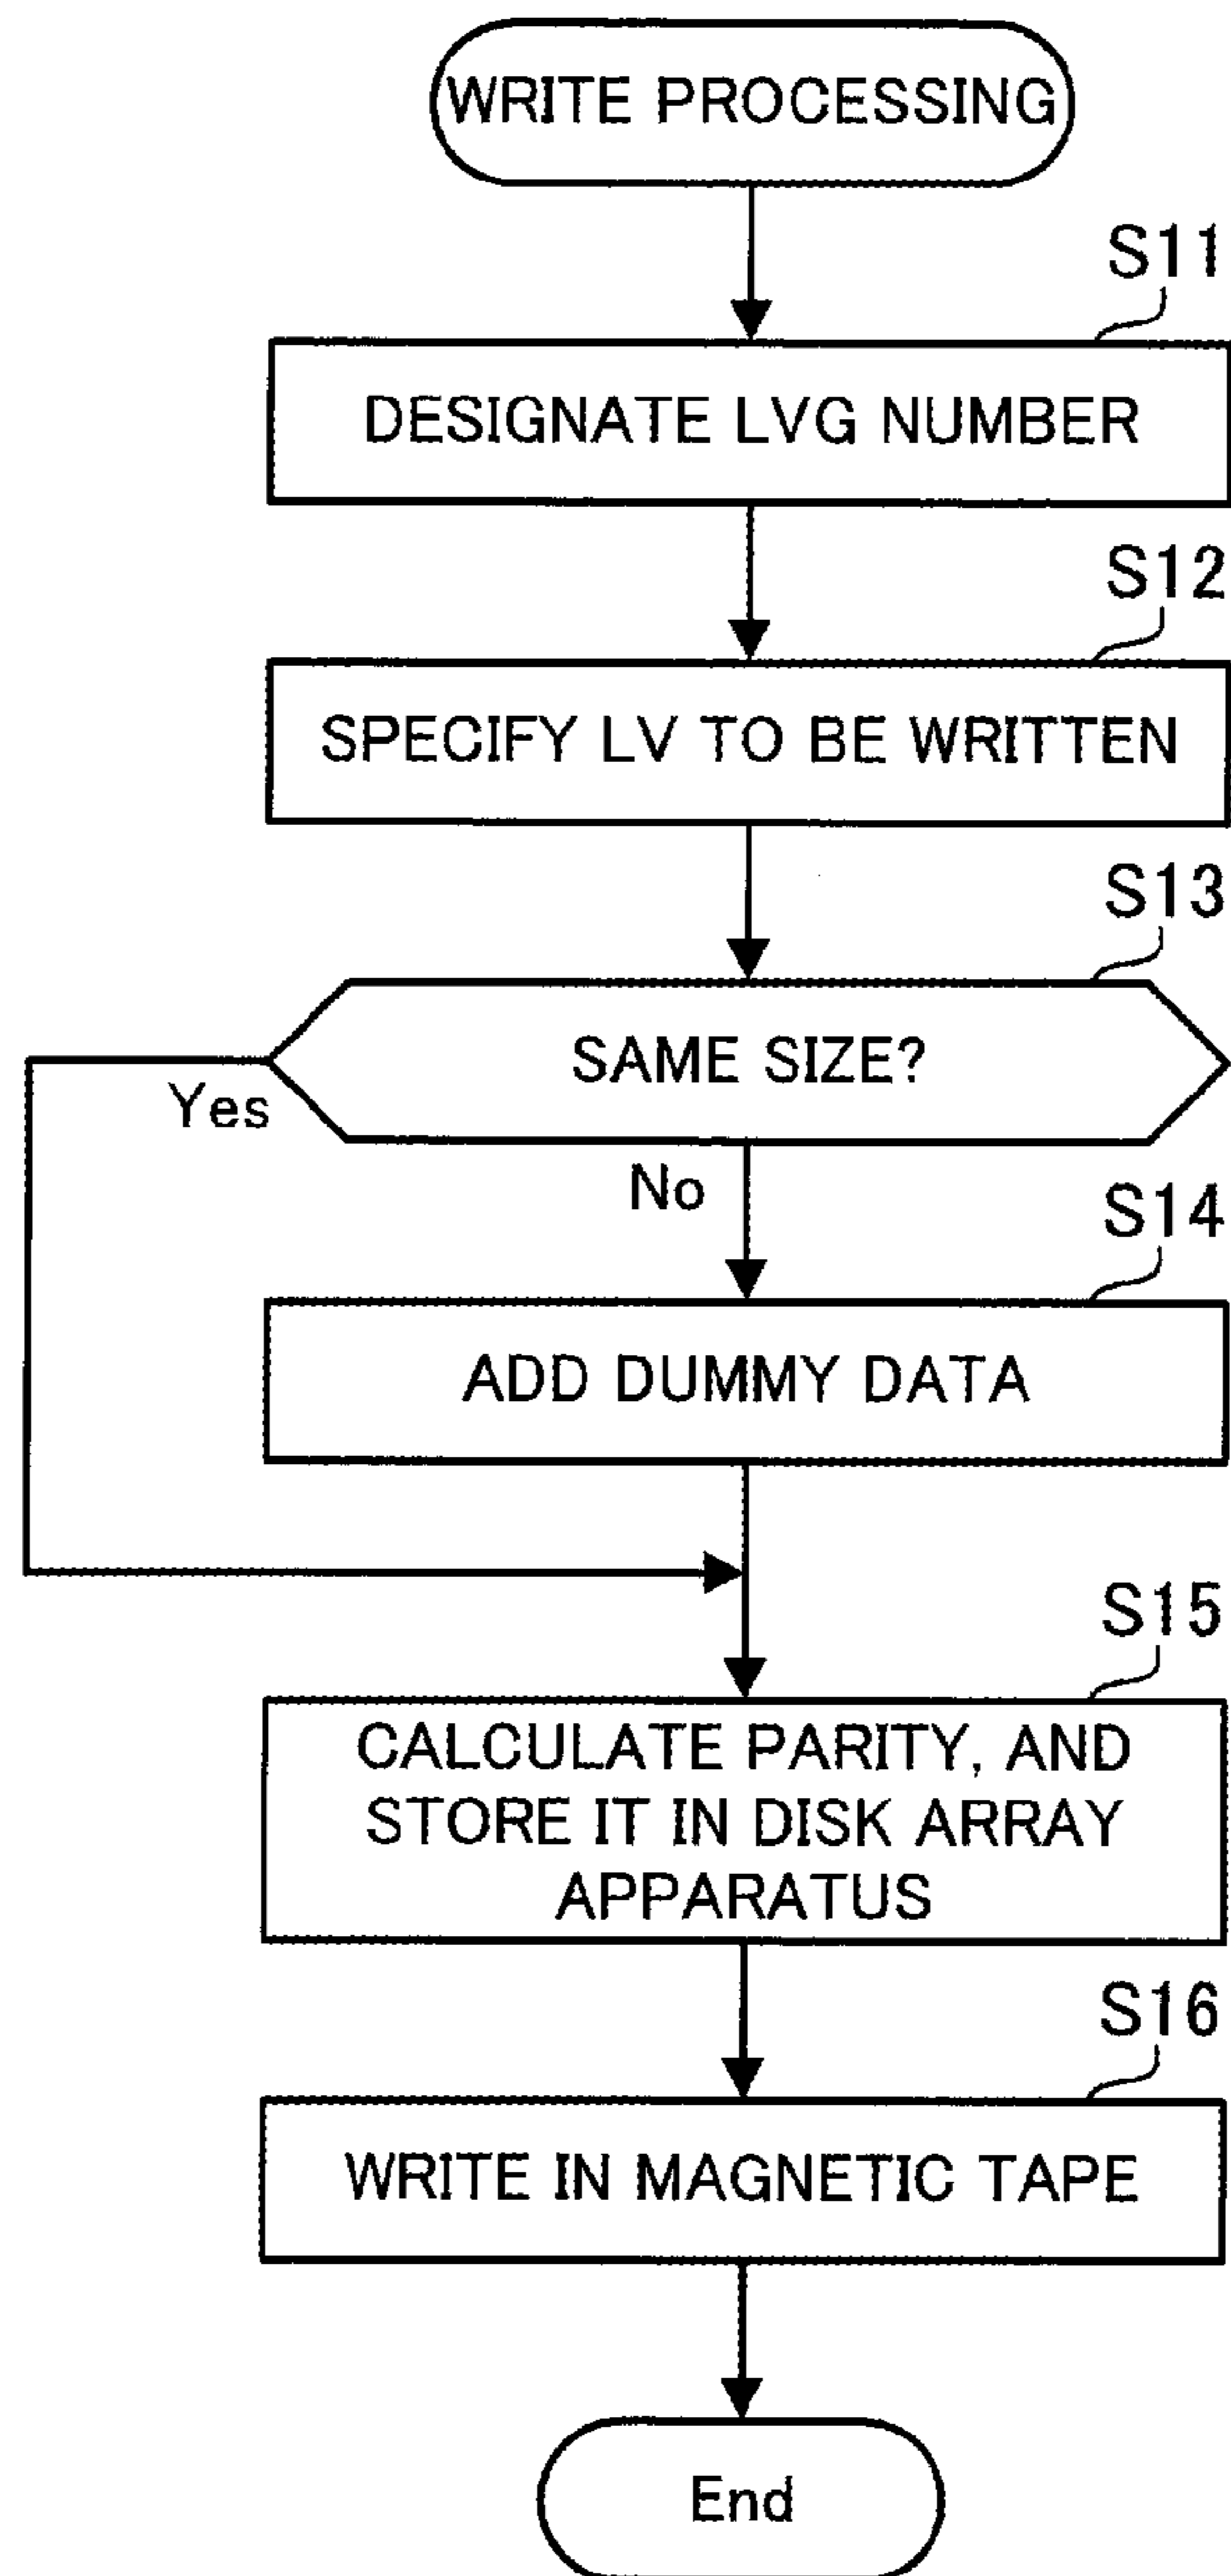 WRITE PROCESSING
S11
DESIGNATE LVG NUMBER
S12
SPECIFY LV TO BE WRITTEN
S13
SAME SIZE?
Yes
No
S14
ADD DUMMY DATA
S15
CALCULATE PARITY, AND
STORE IT IN DISK ARRAY
APPARATUS
S16
WRITE IN MAGNETIC TAPE
End